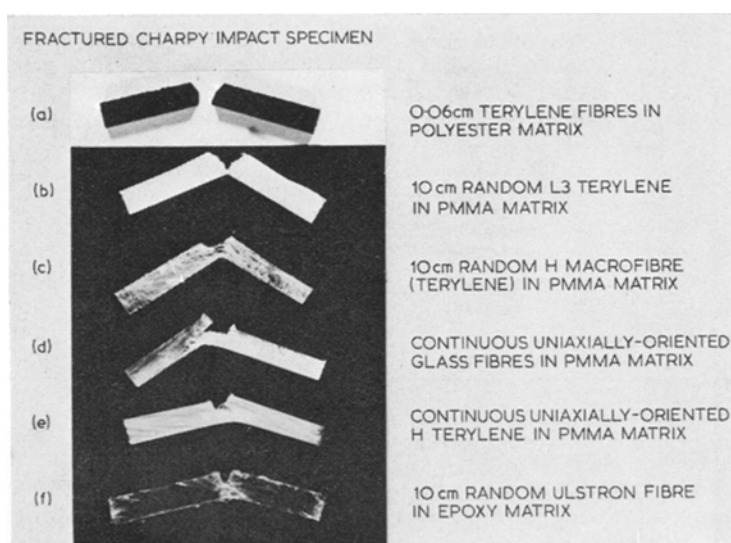 FRACTURED CHARPY IMPACT SPECIMEN
(a)
0·06cm TERYLENE FIBRES IN
POLYESTER MATRIX
(b)
10 cm RANDOM L3 TERYLENE
IN PMMA MATRIX
(c)
10cm RANDOM H MACROFIBRE
(TERYLENE) IN PMMA MATRIX
(d)
CONTINUOUS UNIAXIALLY-ORIENTED
GLASS FIBRES IN PMMA MATRIX
(e)
CONTINUOUS UNIAXIALLY-ORIENTED
H TERYLENE IN PMMA MATRIX
(f)
10 cm RANDOM ULSTRON FIBRE
IN EPOXY MATRIX